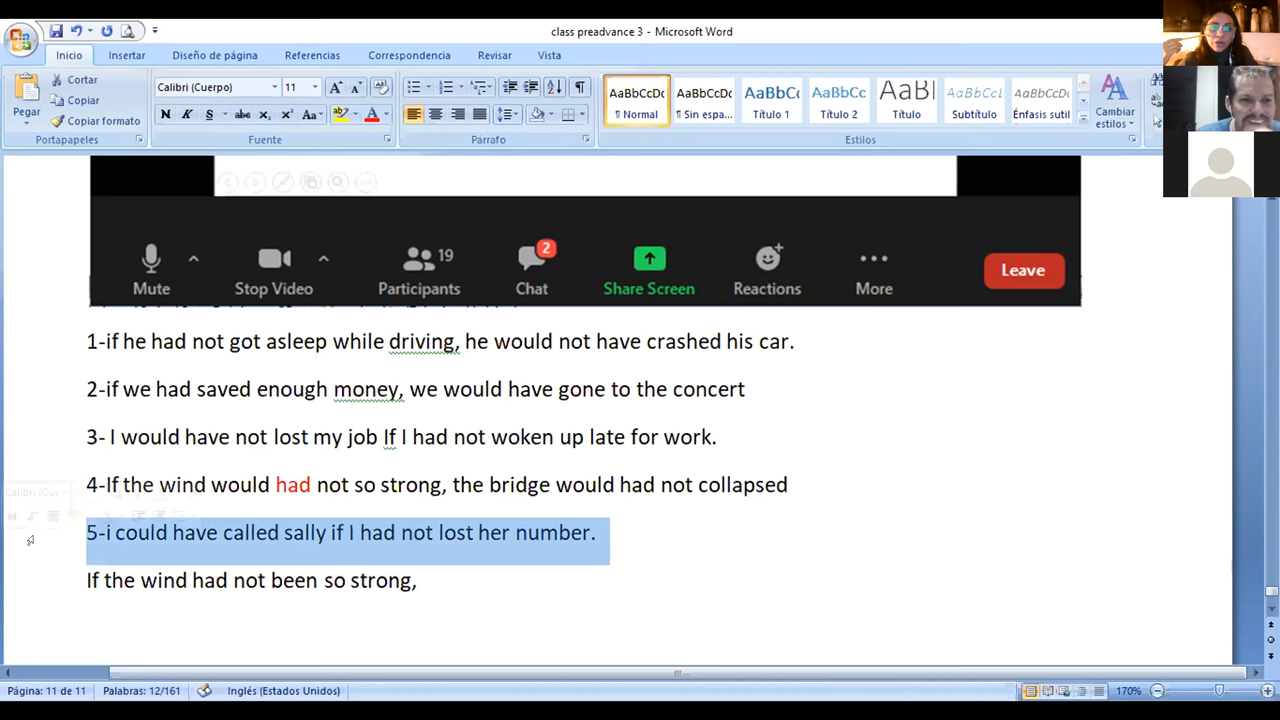 class preadvance 3 - Microsoft Word
Inicio Insertar Diseño de página Referencias Correspondencia Revisar Vista
Pegar
Cortar
Copiar
Copiar formato
Portapapeles
Calibri (Cuerpo) 11
N K S abe x₂ x² Aa A
Fuente
Párrafo
AaBbCcDc AaBbCcDc AaBbCc AaBbCc AaBbCcD AaBbCcL AaBbCcDc
¶ Normal ¶ Sin espa... Título 1 Título 2 Título Subtítulo Énfasis sutil
Cambiar estilos
Estilos
19 2
Mute Stop Video Participants Chat Share Screen Reactions More Leave
1-if he had not got asleep while driving, he would not have crashed his car.
2-if we had saved enough money, we would have gone to the concert
3- I would have not lost my job If I had not woken up late for work.
4-If the wind would had not so strong, the bridge would had not collapsed
5-i could have called sally if I had not lost her number.
If the wind had not been so strong,
Página: 11 de 11 Palabras: 12/161 Inglés (Estados Unidos) 170%